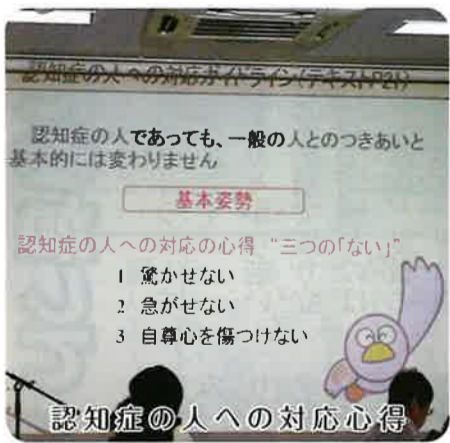 認知症の人への対応ガイドライン(テキストP21)
認知症の人であっても、一般の人とのつきあいと
基本的には変わりません
基本姿勢
認知症の人への対応の心得 “三つの「ない」”
1 驚かせない
2 急がせない
3 自尊心を傷つけない
認知症の人への対応心得